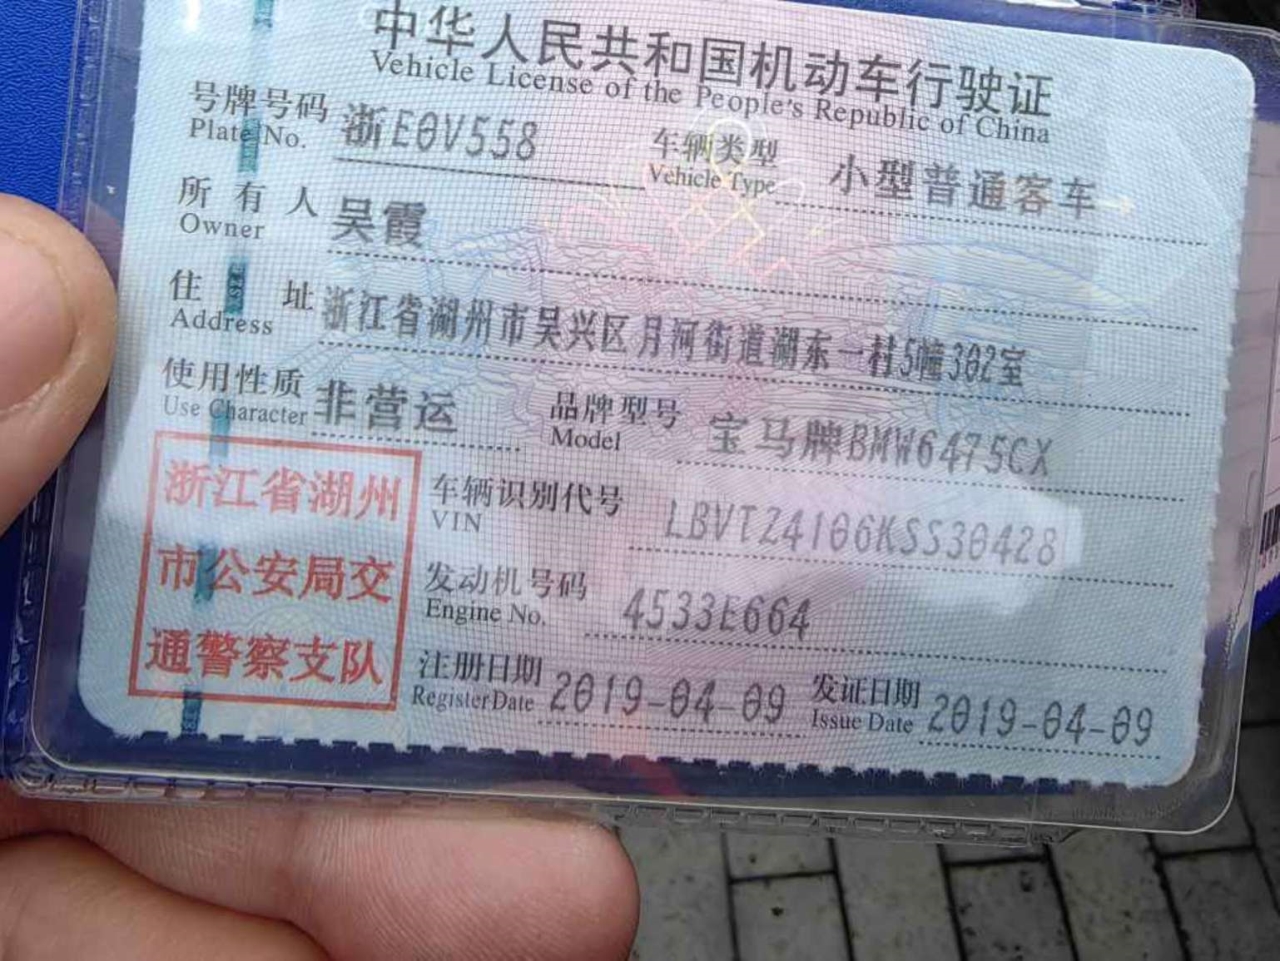 中华人民共和国机动车行驶证
Vehicle License of the People's Republic of China
号牌号码 浙E0V558 车辆类型 小型普通客车
Plate No. Vehicle Type
所有人 吴霞
Owner
住址 浙江省湖州市吴兴区月河街道湖东一村5幢302室
Address
使用性质 非营运 品牌型号 宝马牌BMW6475CX
Use Character Model
浙江省湖州
市公安局交
通警察支队
车辆识别代号 LBVTZ4106KSS30428
VIN
发动机号码 4533E664
Engine No.
注册日期 2019-04-09 发证日期 2019-04-09
Register Date Issue Date